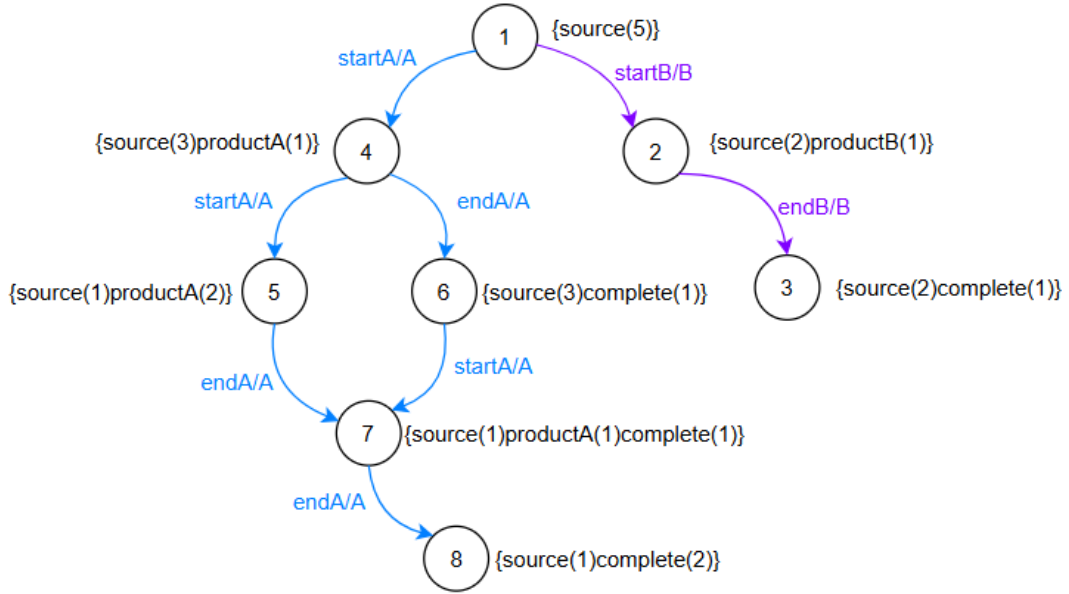 1 {source(5)}
startA/A
startB/B
{source(3)productA(1)} 4
2 {source(2)productB(1)}
startA/A
endA/A
endB/B
{source(1)productA(2)} 5
6 {source(3)complete(1)}
3 {source(2)complete(1)}
endA/A
startA/A
7 {source(1)productA(1)complete(1)}
endA/A
8 {source(1)complete(2)}